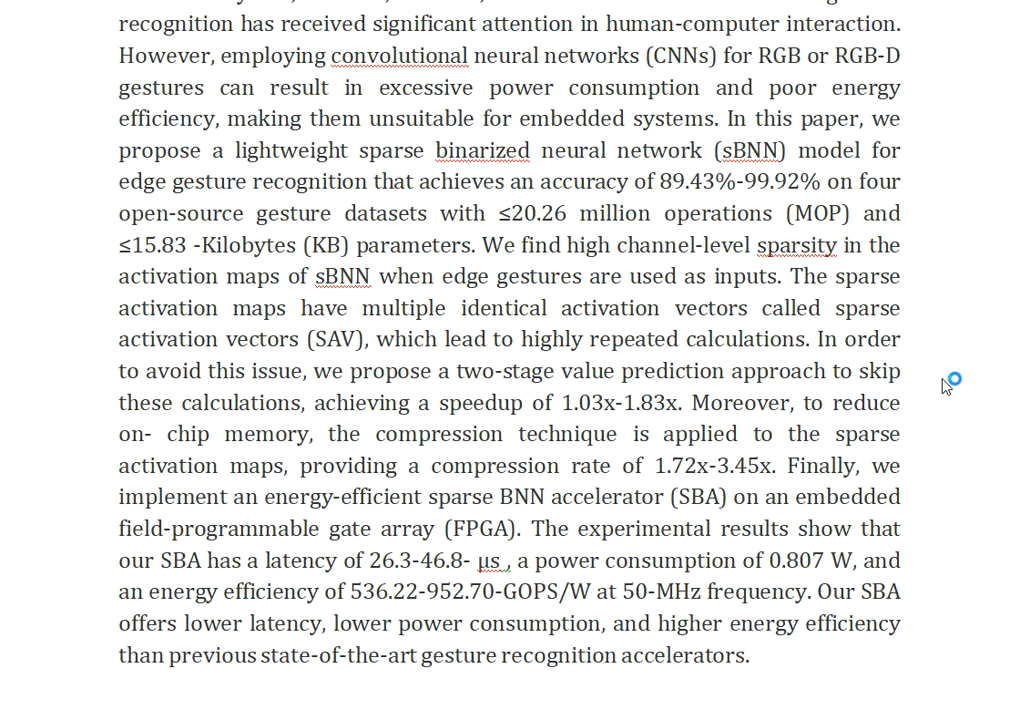 recognition has received significant attention in human-computer interaction.
However, employing convolutional neural networks (CNNs) for RGB or RGB-D
gestures can result in excessive power consumption and poor energy
efficiency, making them unsuitable for embedded systems. In this paper, we
propose a lightweight sparse binarized neural network (sBNN) model for
edge gesture recognition that achieves an accuracy of 89.43%-99.92% on four
open-source gesture datasets with ≤20.26 million operations (MOP) and
≤15.83 -Kilobytes (KB) parameters. We find high channel-level sparsity in the
activation maps of sBNN when edge gestures are used as inputs. The sparse
activation maps have multiple identical activation vectors called sparse
activation vectors (SAV), which lead to highly repeated calculations. In order
to avoid this issue, we propose a two-stage value prediction approach to skip
these calculations, achieving a speedup of 1.03x-1.83x. Moreover, to reduce
on- chip memory, the compression technique is applied to the sparse
activation maps, providing a compression rate of 1.72x-3.45x. Finally, we
implement an energy-efficient sparse BNN accelerator (SBA) on an embedded
field-programmable gate array (FPGA). The experimental results show that
our SBA has a latency of 26.3-46.8- μs , a power consumption of 0.807 W, and
an energy efficiency of 536.22-952.70-GOPS/W at 50-MHz frequency. Our SBA
offers lower latency, lower power consumption, and higher energy efficiency
than previous state-of-the-art gesture recognition accelerators.